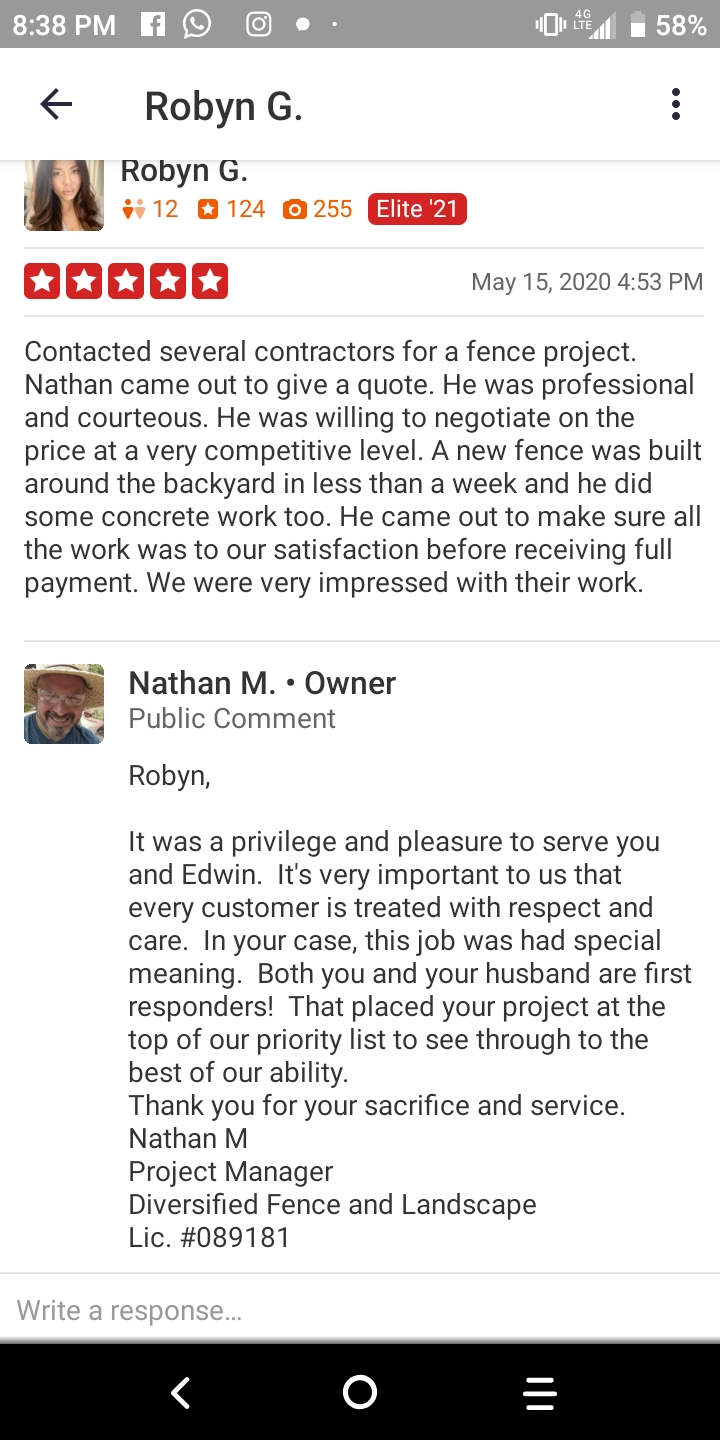 8:38 PM 4G LTE 58%
Robyn G.
Robyn G.
12 124 255 Elite '21
May 15, 2020 4:53 PM
Contacted several contractors for a fence project.
Nathan came out to give a quote. He was professional
and courteous. He was willing to negotiate on the
price at a very competitive level. A new fence was built
around the backyard in less than a week and he did
some concrete work too. He came out to make sure all
the work was to our satisfaction before receiving full
payment. We were very impressed with their work.
Nathan M. • Owner
Public Comment
Robyn,
It was a privilege and pleasure to serve you
and Edwin.  It's very important to us that
every customer is treated with respect and
care.  In your case, this job was had special
meaning.  Both you and your husband are first
responders!  That placed your project at the
top of our priority list to see through to the
best of our ability.
Thank you for your sacrifice and service.
Nathan M
Project Manager
Diversified Fence and Landscape
Lic. #089181
Write a response…